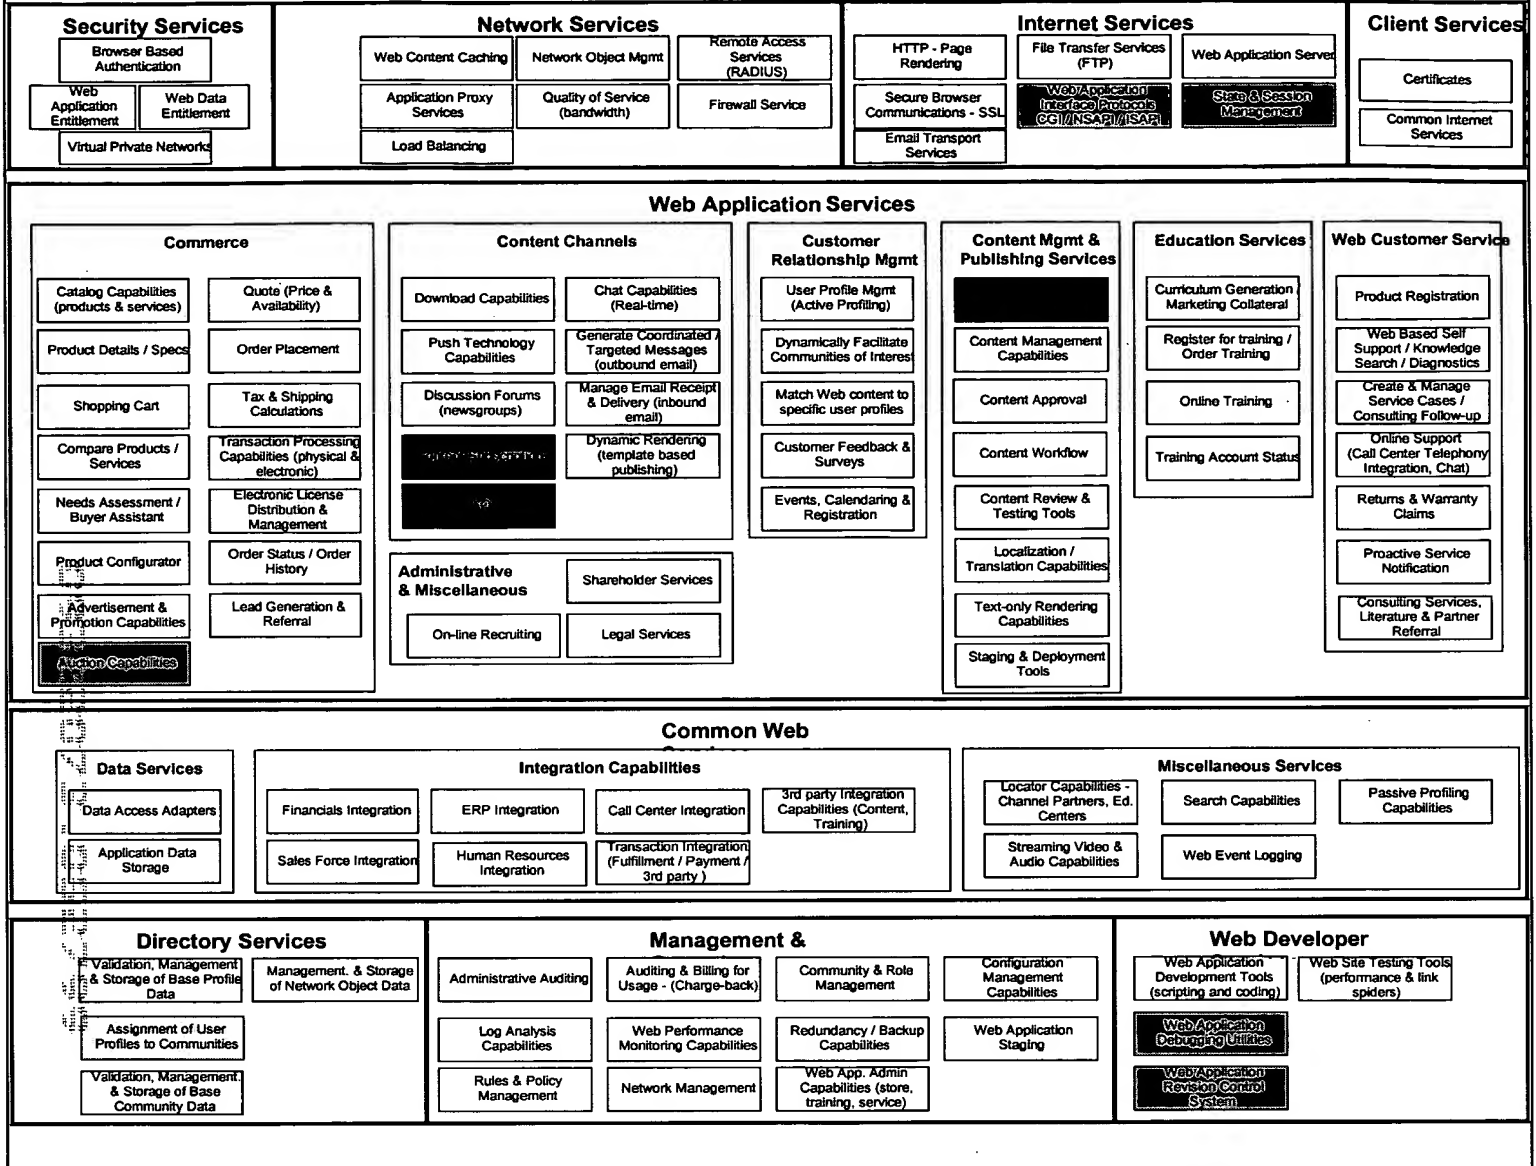 Security Services
Browser Based
Authentication
Web
Application
Entitlement
Web Data
Entitlement
Virtual Private Networks
Network Services
Web Content Caching
Network Object Mgmt
Remote Access
Services
(RADIUS)
Application Proxy
Services
Quality of Service
(bandwidth)
Firewall Service
Load Balancing
Internet Services
HTTP - Page
Rendering
File Transfer Services
(FTP)
Web Application Server
Secure Browser
Communications - SSL
Web Application
Interface Protocols
CGI / NSAPI / ISAPI
State & Session
Management
Email Transport
Services
Client Services
Certificates
Common Internet
Services
Web Application Services
Commerce
Catalog Capabilities
(products & services)
Quote (Price &
Availability)
Product Details / Specs
Order Placement
Shopping Cart
Tax & Shipping
Calculations
Compare Products /
Services
Transaction Processing
Capabilities (physical &
electronic)
Needs Assessment /
Buyer Assistant
Electronic License
Distribution &
Management
Product Configurator
Order Status / Order
History
Advertisement &
Promotion Capabilities
Lead Generation &
Referral
Auction Capabilities
Content Channels
Download Capabilities
Chat Capabilities
(Real-time)
Push Technology
Capabilities
Generate Coordinated /
Targeted Messages
(outbound email)
Discussion Forums
(newsgroups)
Manage Email Receipt
& Delivery (inbound
email)
Dynamic Rendering
(template based
publishing)
Administrative
& Miscellaneous
Shareholder Services
On-line Recruiting
Legal Services
Customer
Relationship Mgmt
User Profile Mgmt
(Active Profiling)
Dynamically Facilitate
Communities of Interest
Match Web content to
specific user profiles
Customer Feedback &
Surveys
Events, Calendaring &
Registration
Content Mgmt &
Publishing Services
Content Management
Capabilities
Content Approval
Content Workflow
Content Review &
Testing Tools
Localization /
Translation Capabilities
Text-only Rendering
Capabilities
Staging & Deployment
Tools
Education Services
Curriculum Generation
Marketing Collateral
Register for training /
Order Training
Online Training
Training Account Status
Web Customer Service
Product Registration
Web Based Self
Support / Knowledge
Search / Diagnostics
Create & Manage
Service Cases /
Consulting Follow-up
Online Support
(Call Center Telephony
Integration, Chat)
Returns & Warranty
Claims
Proactive Service
Notification
Consulting Services,
Literature & Partner
Referral
Common Web
Data Services
Data Access Adapters
Application Data
Storage
Integration Capabilities
Financials Integration
ERP Integration
Call Center Integration
3rd party Integration
Capabilities (Content,
Training)
Sales Force Integration
Human Resources
Integration
Transaction Integration
(Fulfillment / Payment /
3rd party )
Miscellaneous Services
Locator Capabilities -
Channel Partners, Ed.
Centers
Search Capabilities
Passive Profiling
Capabilities
Streaming Video &
Audio Capabilities
Web Event Logging
Directory Services
Validation, Management
& Storage of Base Profile
Data
Management. & Storage
of Network Object Data
Assignment of User
Profiles to Communities
Validation, Management.
& Storage of Base
Community Data
Management &
Administrative Auditing
Auditing & Billing for
Usage - (Charge-back)
Community & Role
Management
Configuration
Management
Capabilities
Log Analysis
Capabilities
Web Performance
Monitoring Capabilities
Redundancy / Backup
Capabilities
Web Application
Staging
Rules & Policy
Management
Network Management
Web App. Admin
Capabilities (store,
training, service)
Web Developer
Web Application
Development Tools
(scripting and coding)
Web Site Testing Tools
(performance & link
spiders)
Web Application
Debugging Utilities
Web Application
Revision Control
System